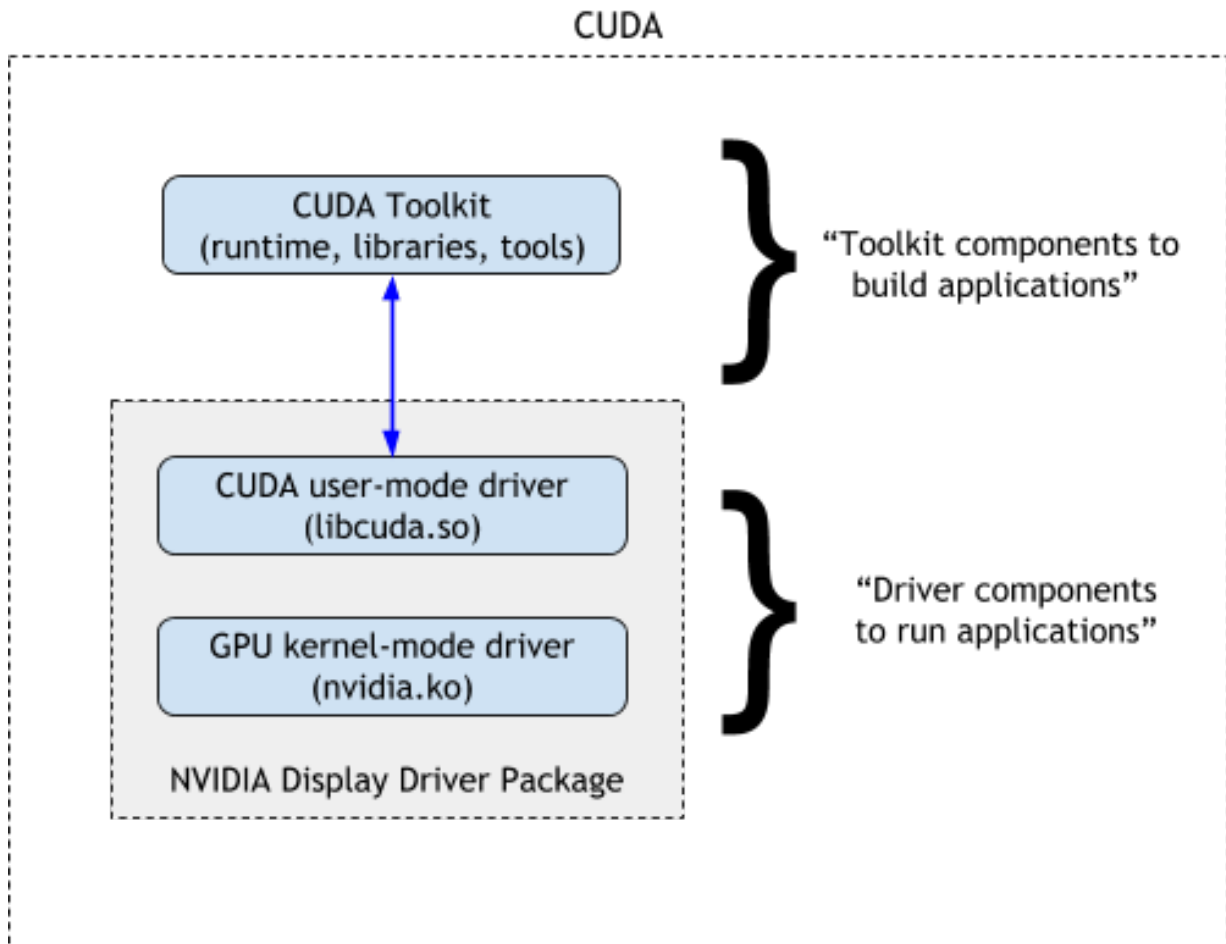 CUDA
CUDA Toolkit
(runtime, libraries, tools)
“Toolkit components to
build applications”
CUDA user-mode driver
(libcuda.so)
GPU kernel-mode driver
(nvidia.ko)
NVIDIA Display Driver Package
“Driver components
to run applications”